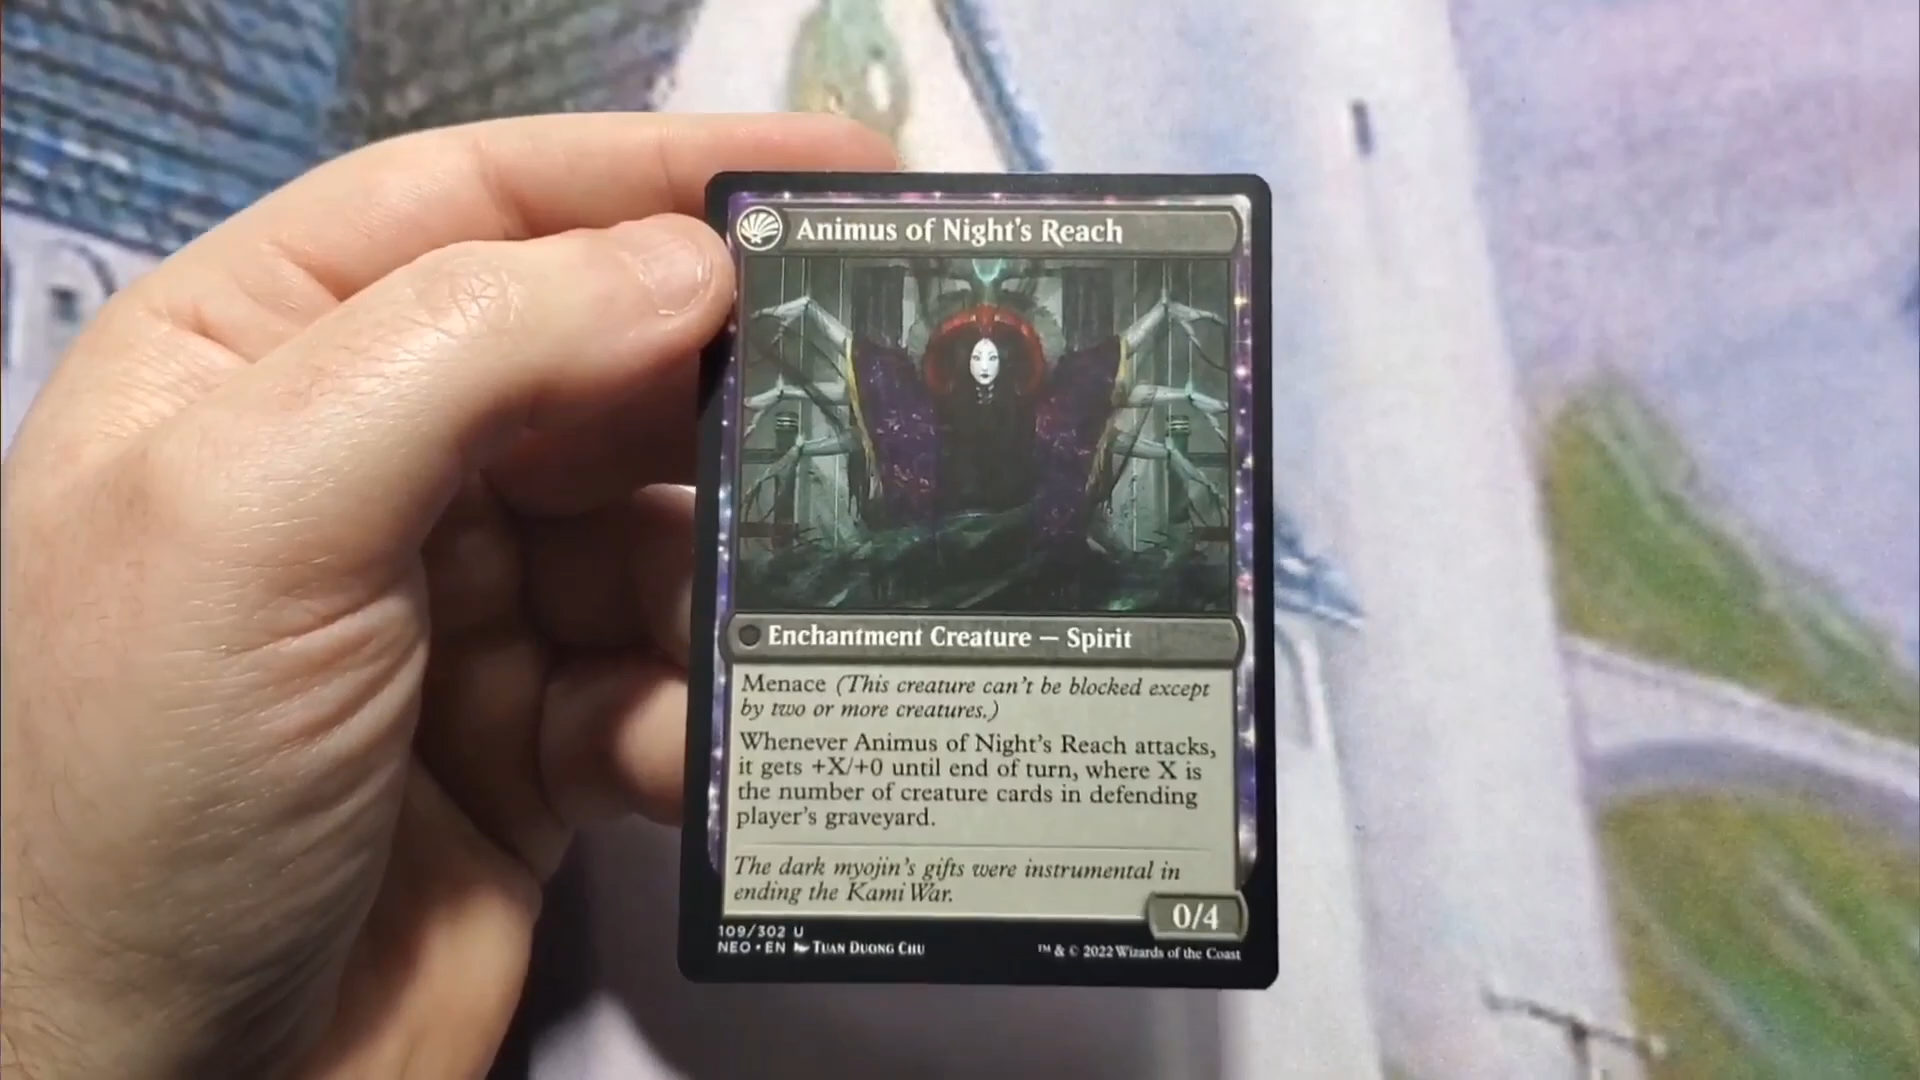 Animus of Night's Reach
Enchantment Creature — Spirit
Menace (This creature can't be blocked except
by two or more creatures.)
Whenever Animus of Night's Reach attacks,
it gets +X/+0 until end of turn, where X is
the number of creature cards in defending
player's graveyard.
The dark myojin's gifts were instrumental in
ending the Kami War.
0/4
109/302 U
NEO • EN Tuan Duong Chu
™ & © 2022 Wizards of the Coast